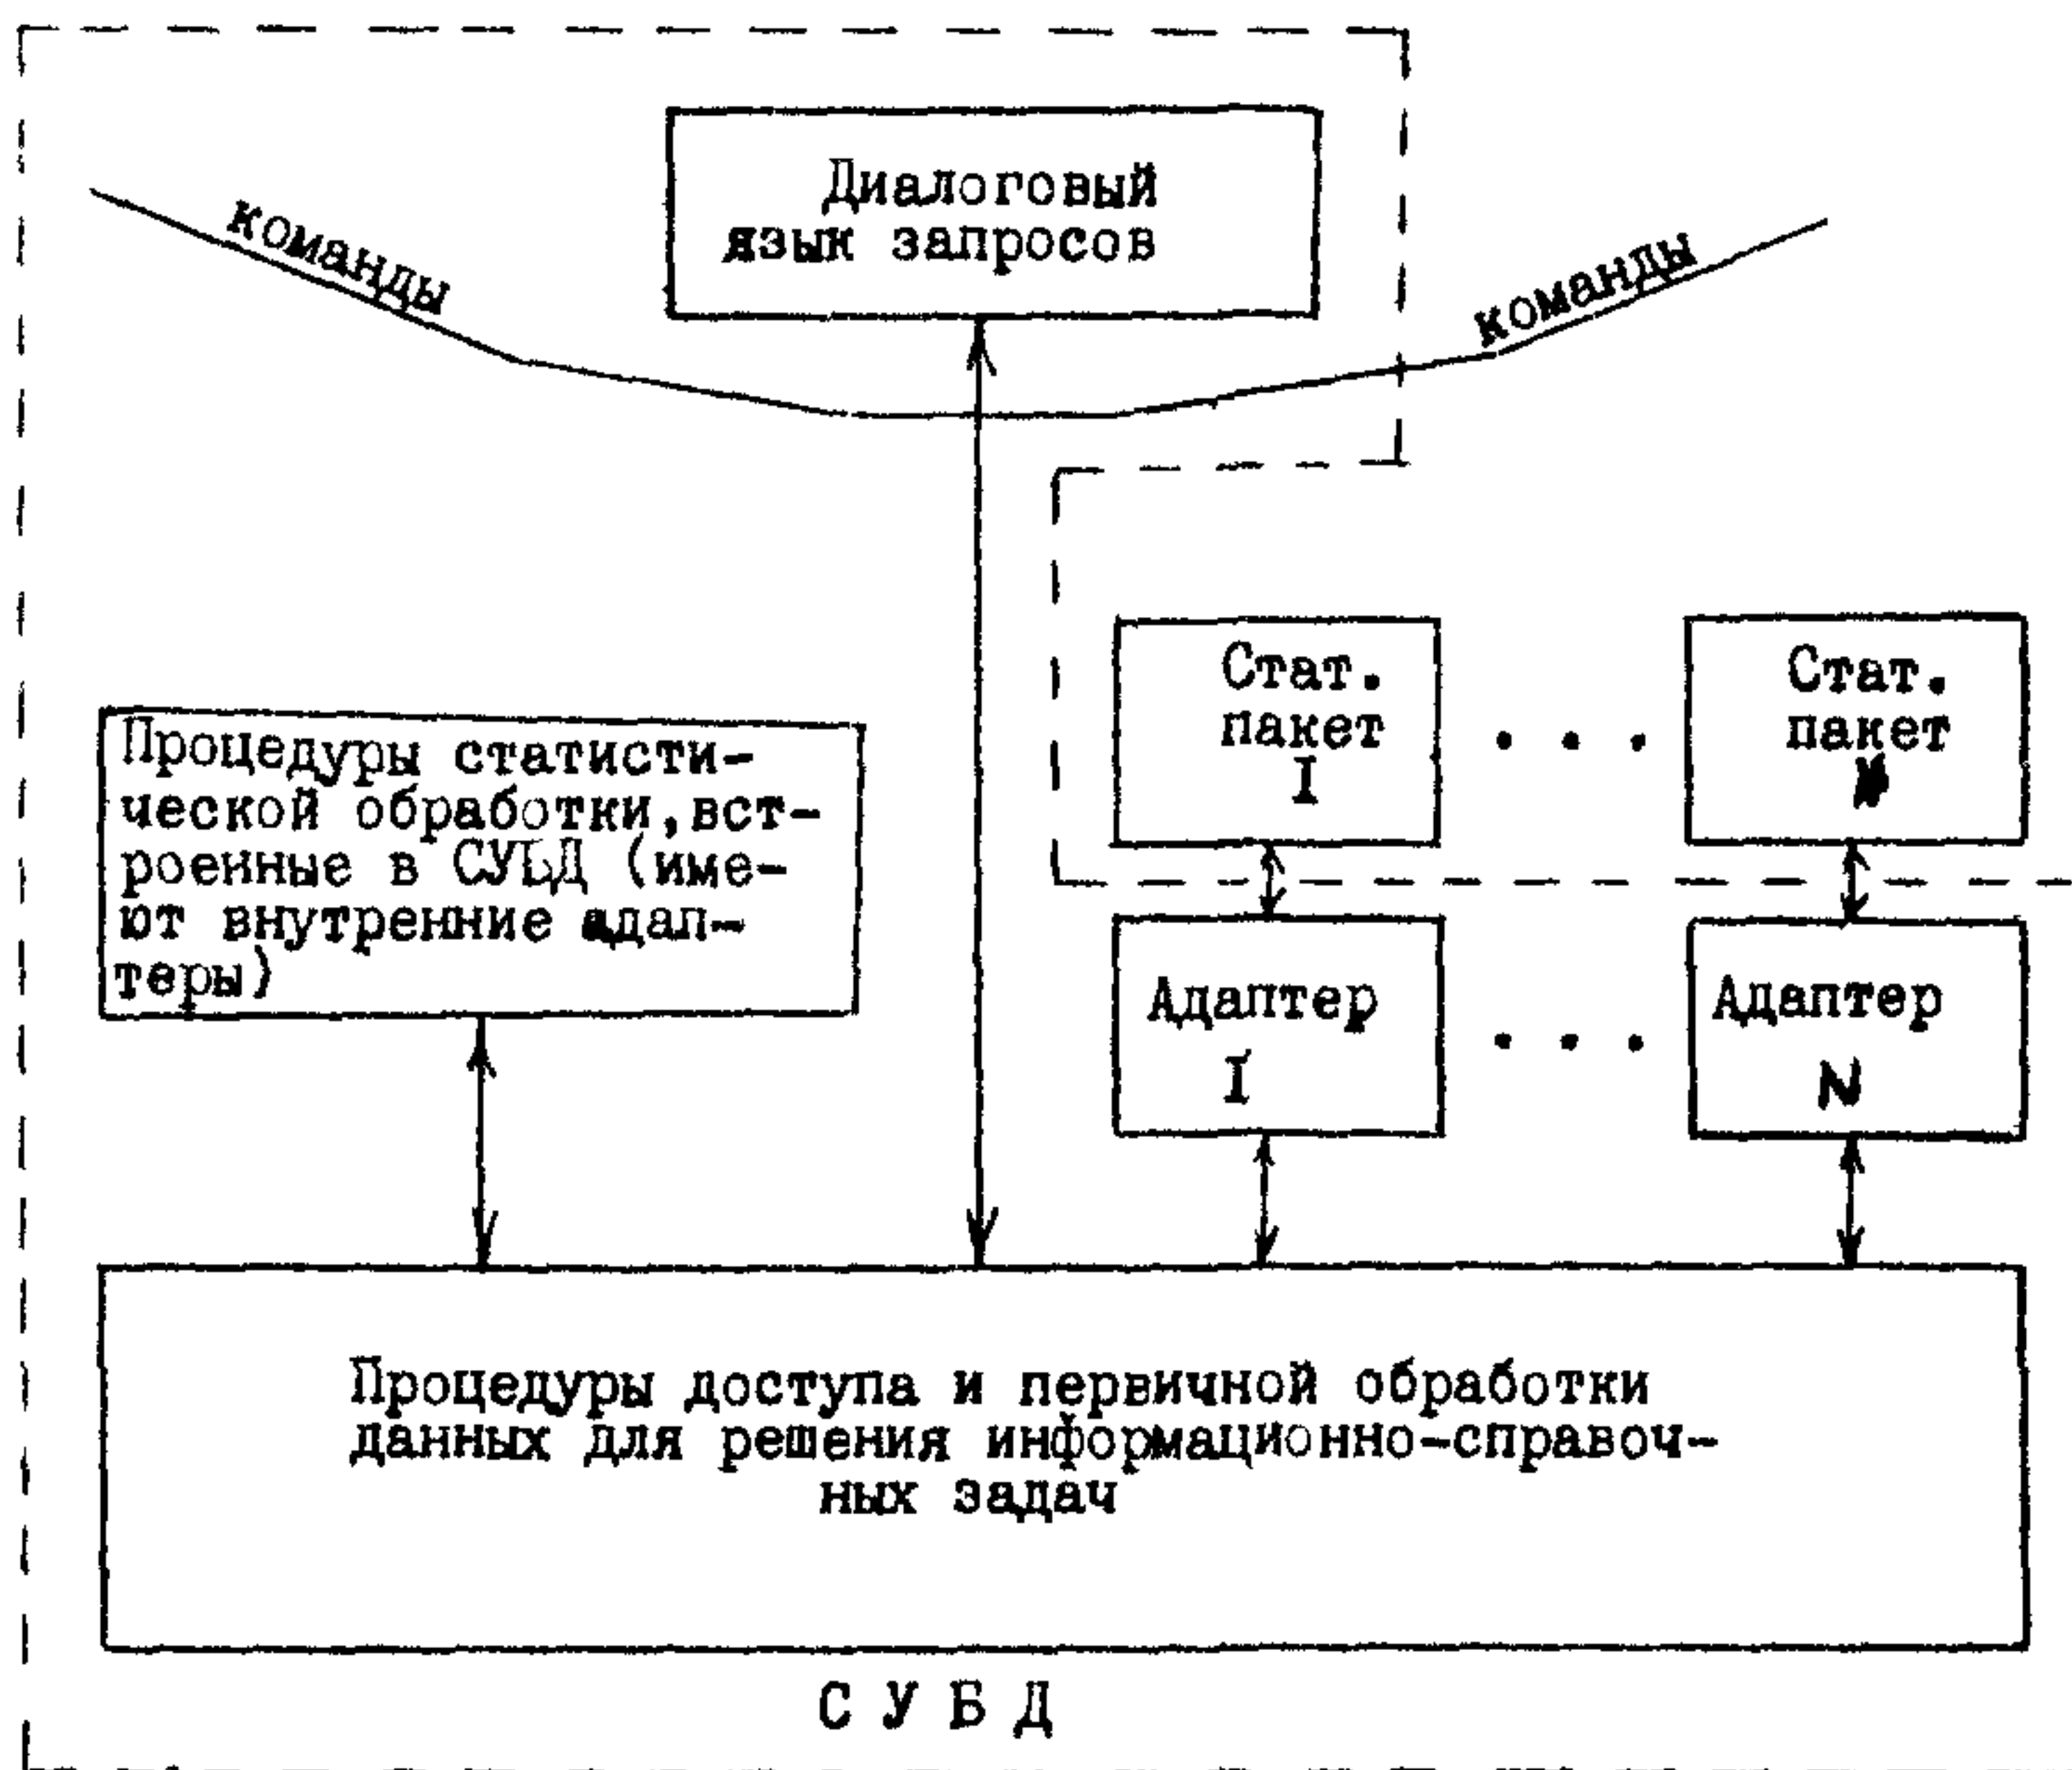 Диалоговый
язык запросов
команды
команды
Стат.
пакет
I
. . .
Стат.
пакет
N
Процедуры статисти-
ческой обработки, вст-
роенные в СУБД (име-
ют внутренние адап-
теры)
Адаптер
I
. . .
Адаптер
N
Процедуры доступа и первичной обработки
данных для решения информационно-справоч-
ных задач
С У Б Д